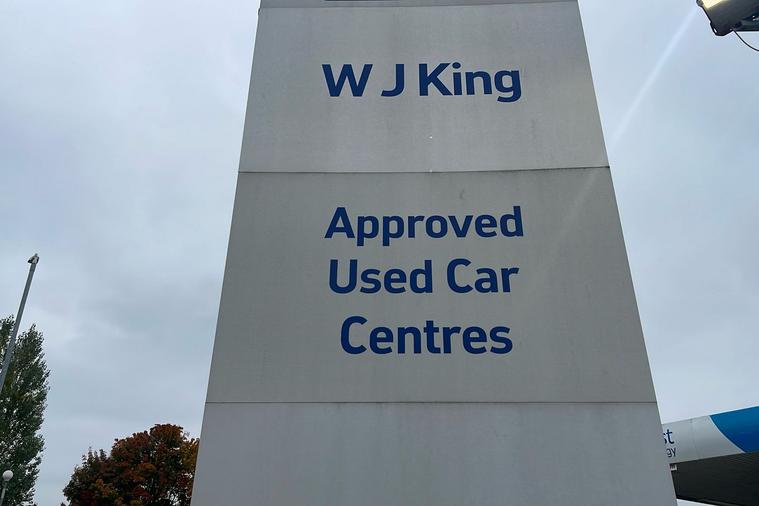 W J King
Approved
Used Car
Centres